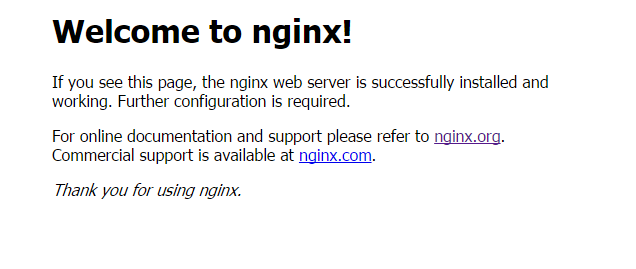 Welcome to nginx!
If you see this page, the nginx web server is successfully installed and
working. Further configuration is required.
For online documentation and support please refer to nginx.org.
Commercial support is available at nginx.com.
Thank you for using nginx.